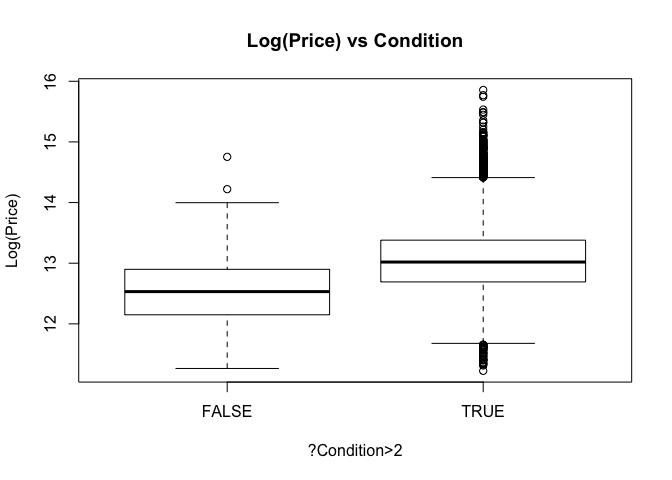 Log(Price) vs Condition
Log(Price)
16
15
14
13
12
FALSE
TRUE
?Condition>2